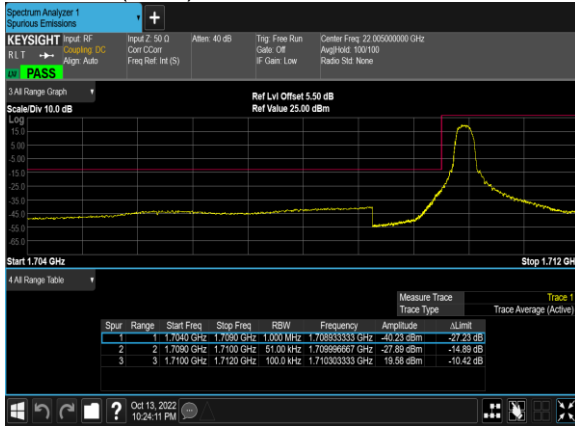 Spectrum Analyzer 1
Spurious Emissions
+
KEYSIGHT Input: RF Input Z: 50 Ω Atten: 40 dB Trig: Free Run Center Freq: 22.005000000 GHz
RLT Coupling: DC Corr CCorr Gate: Off Avg|Hold: 100/100
Align: Auto Freq Ref: Int (S) IF Gain: Low Radio Std: None
PASS
3 All Range Graph
Ref Lvl Offset 5.50 dB
Scale/Div 10.0 dB Ref Value 25.00 dBm
Log
15.0
5.00
-5.00
-15.0
-25.0
-35.0
-45.0
-55.0
-65.0
Start 1.704 GHz Stop 1.712 GH
4 All Range Table
Measure Trace Trace 1
Trace Type Trace Average (Active)
Spur Range Start Freq Stop Freq RBW Frequency Amplitude ΔLimit
1 1 1.7040 GHz 1.7090 GHz 1.000 MHz 1.708933333 GHz -40.23 dBm -27.23 dB
2 2 1.7090 GHz 1.7100 GHz 51.00 kHz 1.709996667 GHz -27.89 dBm -14.89 dB
3 3 1.7100 GHz 1.7120 GHz 100.0 kHz 1.710303333 GHz 19.58 dBm -10.42 dB
?
Oct 13, 2022
10:24:11 PM